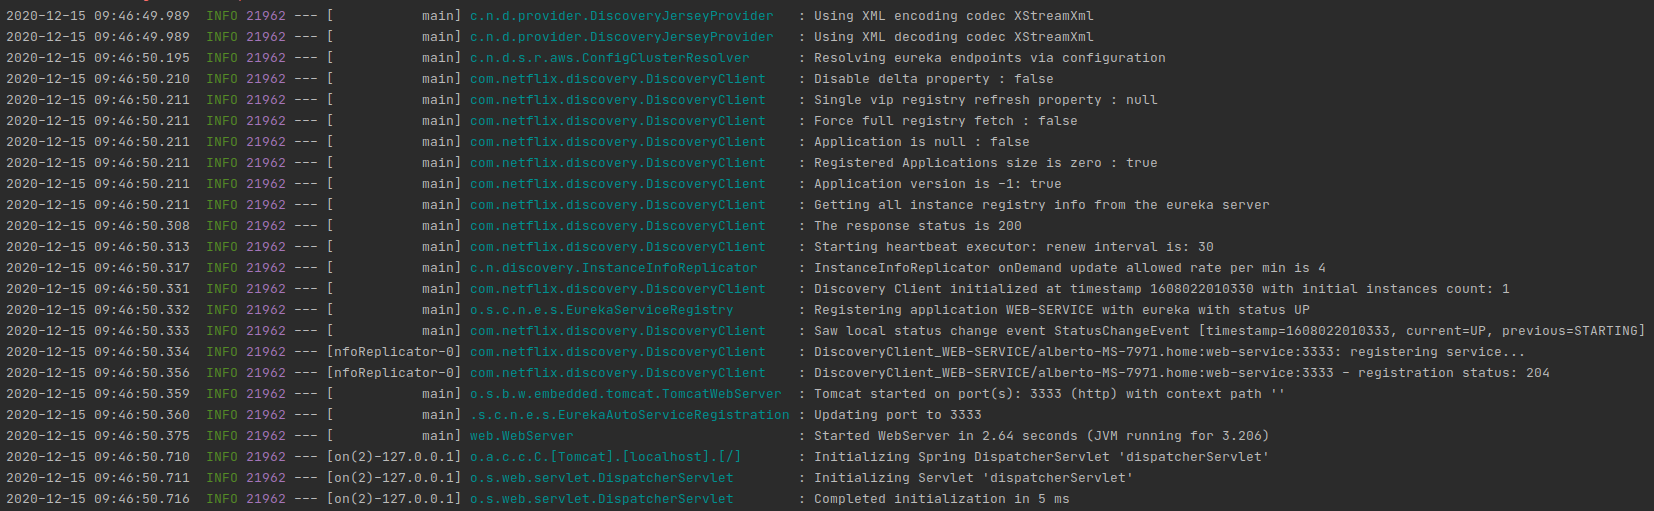 2020-12-15 09:46:49.989  INFO 21962 --- [           main] c.n.d.provider.DiscoveryJerseyProvider   : Using XML encoding codec XStreamXml
2020-12-15 09:46:49.989  INFO 21962 --- [           main] c.n.d.provider.DiscoveryJerseyProvider   : Using XML decoding codec XStreamXml
2020-12-15 09:46:50.195  INFO 21962 --- [           main] c.n.d.s.r.aws.ConfigClusterResolver      : Resolving eureka endpoints via configuration
2020-12-15 09:46:50.210  INFO 21962 --- [           main] com.netflix.discovery.DiscoveryClient    : Disable delta property : false
2020-12-15 09:46:50.211  INFO 21962 --- [           main] com.netflix.discovery.DiscoveryClient    : Single vip registry refresh property : null
2020-12-15 09:46:50.211  INFO 21962 --- [           main] com.netflix.discovery.DiscoveryClient    : Force full registry fetch : false
2020-12-15 09:46:50.211  INFO 21962 --- [           main] com.netflix.discovery.DiscoveryClient    : Application is null : false
2020-12-15 09:46:50.211  INFO 21962 --- [           main] com.netflix.discovery.DiscoveryClient    : Registered Applications size is zero : true
2020-12-15 09:46:50.211  INFO 21962 --- [           main] com.netflix.discovery.DiscoveryClient    : Application version is -1: true
2020-12-15 09:46:50.211  INFO 21962 --- [           main] com.netflix.discovery.DiscoveryClient    : Getting all instance registry info from the eureka server
2020-12-15 09:46:50.308  INFO 21962 --- [           main] com.netflix.discovery.DiscoveryClient    : The response status is 200
2020-12-15 09:46:50.313  INFO 21962 --- [           main] com.netflix.discovery.DiscoveryClient    : Starting heartbeat executor: renew interval is: 30
2020-12-15 09:46:50.317  INFO 21962 --- [           main] c.n.discovery.InstanceInfoReplicator     : InstanceInfoReplicator onDemand update allowed rate per min is 4
2020-12-15 09:46:50.331  INFO 21962 --- [           main] com.netflix.discovery.DiscoveryClient    : Discovery Client initialized at timestamp 1608022010330 with initial instances count: 1
2020-12-15 09:46:50.332  INFO 21962 --- [           main] o.s.c.n.e.s.EurekaServiceRegistry        : Registering application WEB-SERVICE with eureka with status UP
2020-12-15 09:46:50.333  INFO 21962 --- [           main] com.netflix.discovery.DiscoveryClient    : Saw local status change event StatusChangeEvent [timestamp=1608022010333, current=UP, previous=STARTING]
2020-12-15 09:46:50.334  INFO 21962 --- [nfoReplicator-0] com.netflix.discovery.DiscoveryClient    : DiscoveryClient_WEB-SERVICE/alberto-MS-7971.home:web-service:3333: registering service...
2020-12-15 09:46:50.356  INFO 21962 --- [nfoReplicator-0] com.netflix.discovery.DiscoveryClient    : DiscoveryClient_WEB-SERVICE/alberto-MS-7971.home:web-service:3333 - registration status: 204
2020-12-15 09:46:50.359  INFO 21962 --- [           main] o.s.b.w.embedded.tomcat.TomcatWebServer  : Tomcat started on port(s): 3333 (http) with context path ''
2020-12-15 09:46:50.360  INFO 21962 --- [           main] .s.c.n.e.s.EurekaAutoServiceRegistration : Updating port to 3333
2020-12-15 09:46:50.375  INFO 21962 --- [           main] web.WebServer                            : Started WebServer in 2.64 seconds (JVM running for 3.206)
2020-12-15 09:46:50.710  INFO 21962 --- [on(2)-127.0.0.1] o.a.c.c.C.[Tomcat].[localhost].[/]       : Initializing Spring DispatcherServlet 'dispatcherServlet'
2020-12-15 09:46:50.711  INFO 21962 --- [on(2)-127.0.0.1] o.s.web.servlet.DispatcherServlet        : Initializing Servlet 'dispatcherServlet'
2020-12-15 09:46:50.716  INFO 21962 --- [on(2)-127.0.0.1] o.s.web.servlet.DispatcherServlet        : Completed initialization in 5 ms